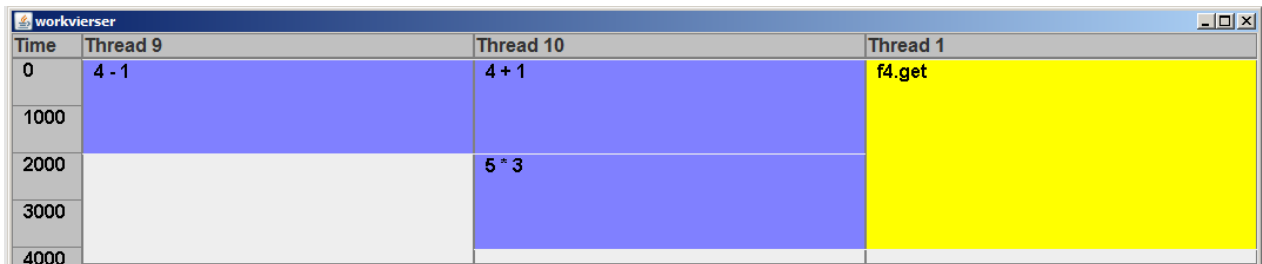 workvierser
Time Thread 9 Thread 10 Thread 1
0 4 - 1 4 + 1 f4.get
1000
2000 5 * 3
3000
4000